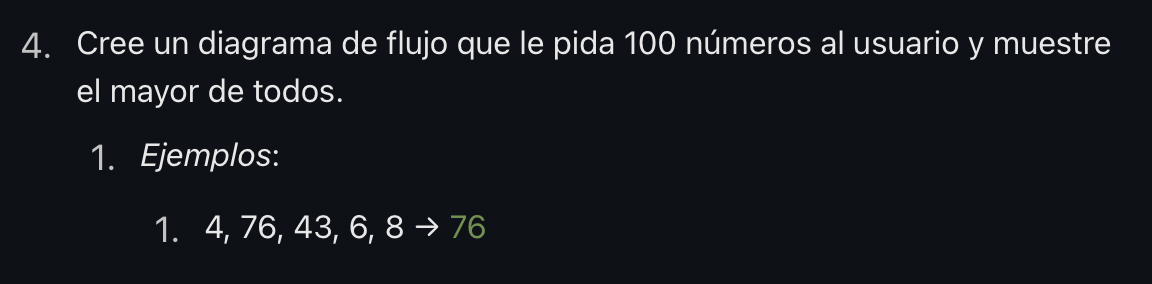 4. Cree un diagrama de flujo que le pida 100 números al usuario y muestre
el mayor de todos.
1. Ejemplos:
1. 4, 76, 43, 6, 8 → 76